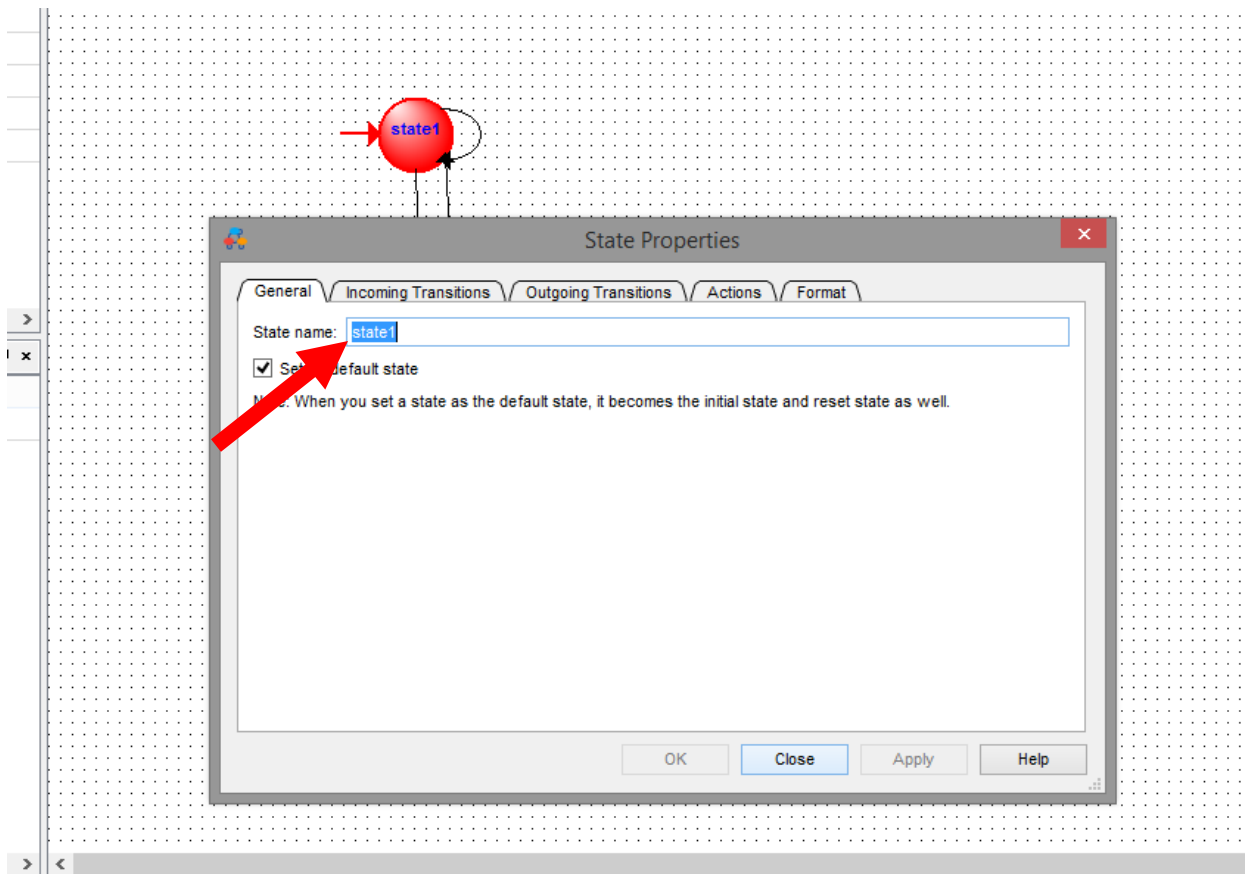 state1
State Properties
General
Incoming Transitions
Outgoing Transitions
Actions
Format
State name: state1
default state
When you set a state as the default state, it becomes the initial state and reset state as well.
OK
Close
Apply
Help